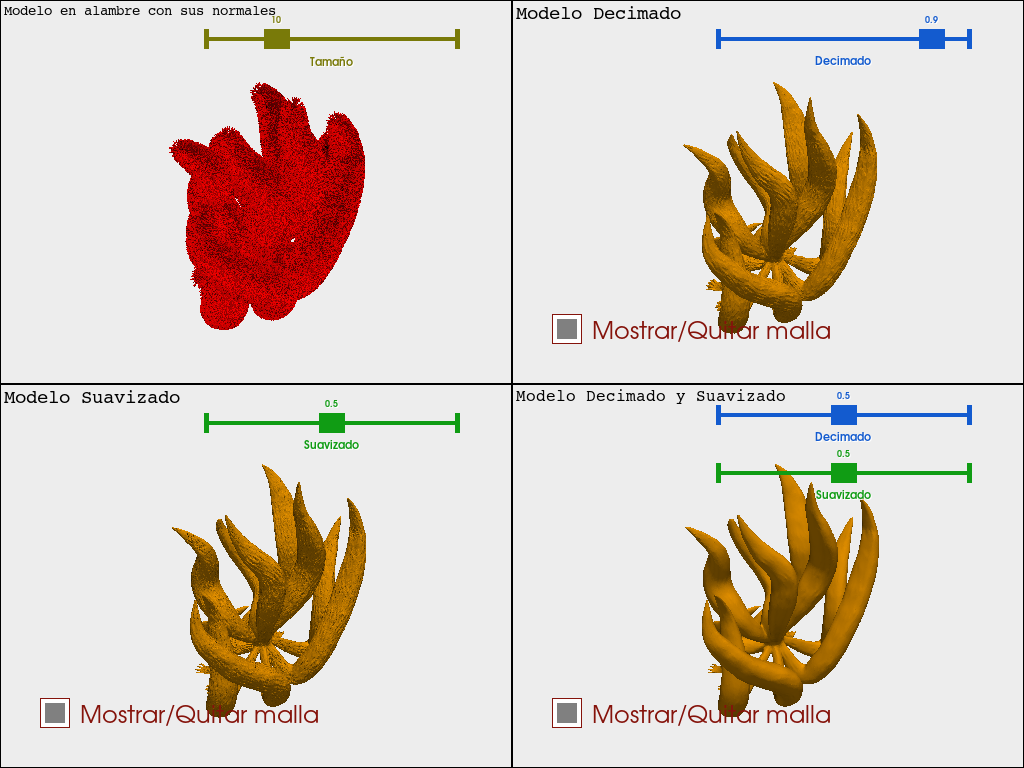 Modelo en alambre con sus normales
10
Tamaño
Modelo Decimado
0.9
Decimado
Mostrar/Quitar malla
Modelo Suavizado
0.5
Suavizado
Mostrar/Quitar malla
Modelo Decimado y Suavizado
0.5
Decimado
0.5
Suavizado
Mostrar/Quitar malla